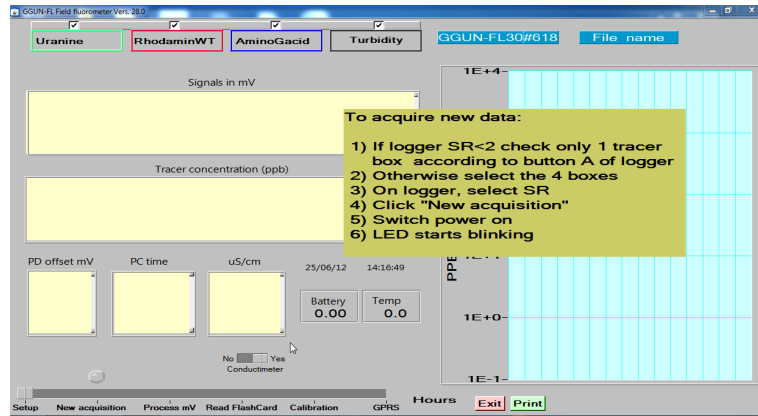 GGUN-FL Field fluorometer Vers. 28.0
Uranine
RhodaminWT
AminoGacid
Turbidity
GGUN-FL30#618
File name
Signals in mV
1E+4
To acquire new data:
1) If logger SR<2 check only 1 tracer
box according to button A of logger
2) Otherwise select the 4 boxes
3) On logger, select SR
4) Click "New acquisition"
5) Switch power on
6) LED starts blinking
Tracer concentration (ppb)
PD offset mV
PC time
uS/cm
25/06/12 14:16:49
Battery
0.00
Temp
0.0
1E+0
1E-1
No Yes
Conductimeter
Setup New acquisition Process mV Read FlashCard Calibration GPRS
Hours
Exit
Print